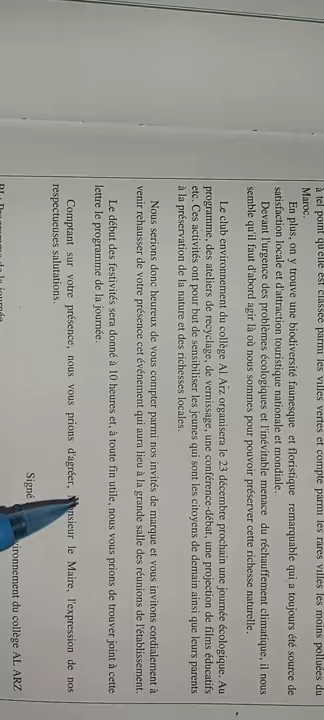 à tel point qu'elle est classée parmi les villes vertes et compte parmi les rares villes les moins polluées du
Maroc.
En plus, on y trouve une biodiversité faunesque et floristique remarquable qui a toujours été source de
satisfaction locale et d'attraction touristique nationale et mondiale.
Devant l'urgence des problèmes écologiques et l'inévitable menace du réchauffement climatique, il nous
semble qu'il faut d'abord agir là où nous sommes pour pouvoir préserver cette richesse naturelle.
Le club environnement du collège Al Arz organisera le 23 décembre prochain une journée écologique. Au
programme, des ateliers de recyclage, de vernissage, une conférence-débat, une projection de films éducatifs
etc. Ces activités ont pour but de sensibiliser les jeunes qui sont les citoyens de demain ainsi que leurs parents
à la préservation de la nature et des richesses locales.
Nous serions donc heureux de vous compter parmi nos invités de marque et vous invitons cordialement à
venir rehausser de votre présence cet événement qui aura lieu à la grande salle des réunions de l'établissement.
Le début des festivités sera donné à 10 heures et, à toute fin utile, nous vous prions de trouver joint à cette
lettre le programme de la journée.
Comptant sur votre présence, nous vous prions d'agréer, Monsieur le Maire, l'expression de nos
respectueuses salutations.
Signé
du collège AL ARZ